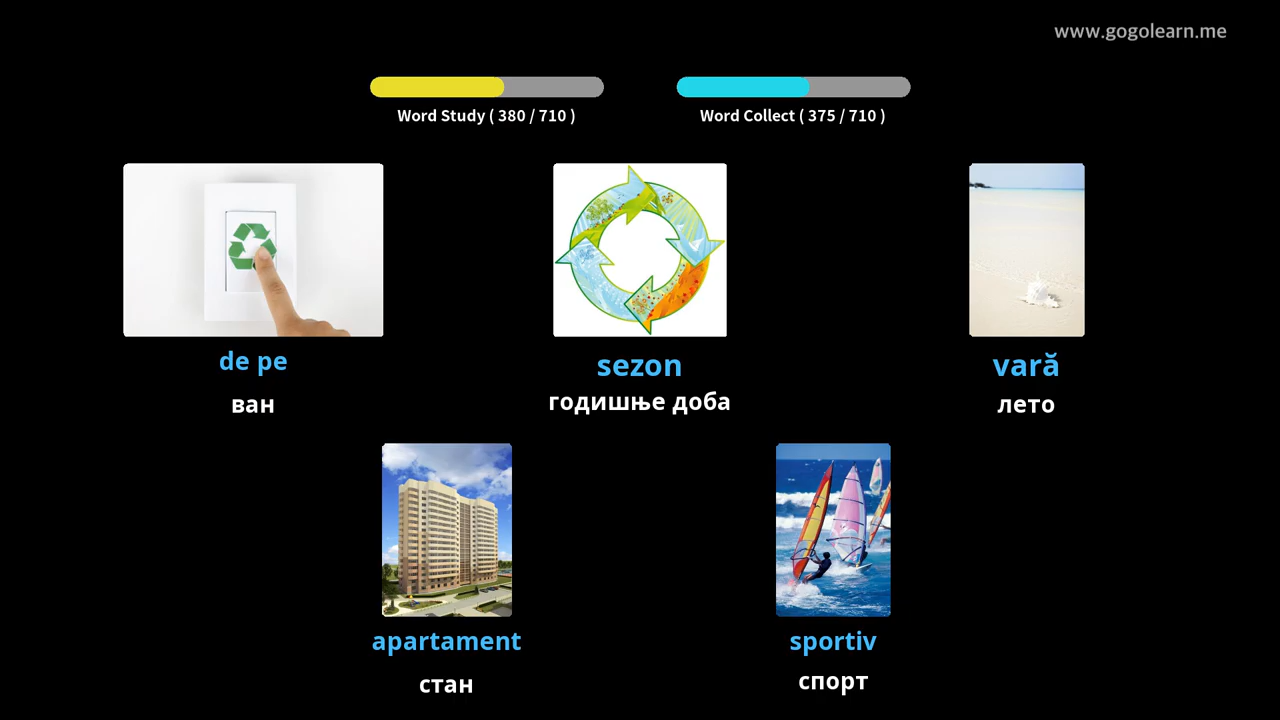 www.gogolearn.me
Word Study ( 380 / 710 )
Word Collect ( 375 / 710 )
de pe
ван
sezon
годишње доба
vară
лето
apartament
стан
sportiv
спорт